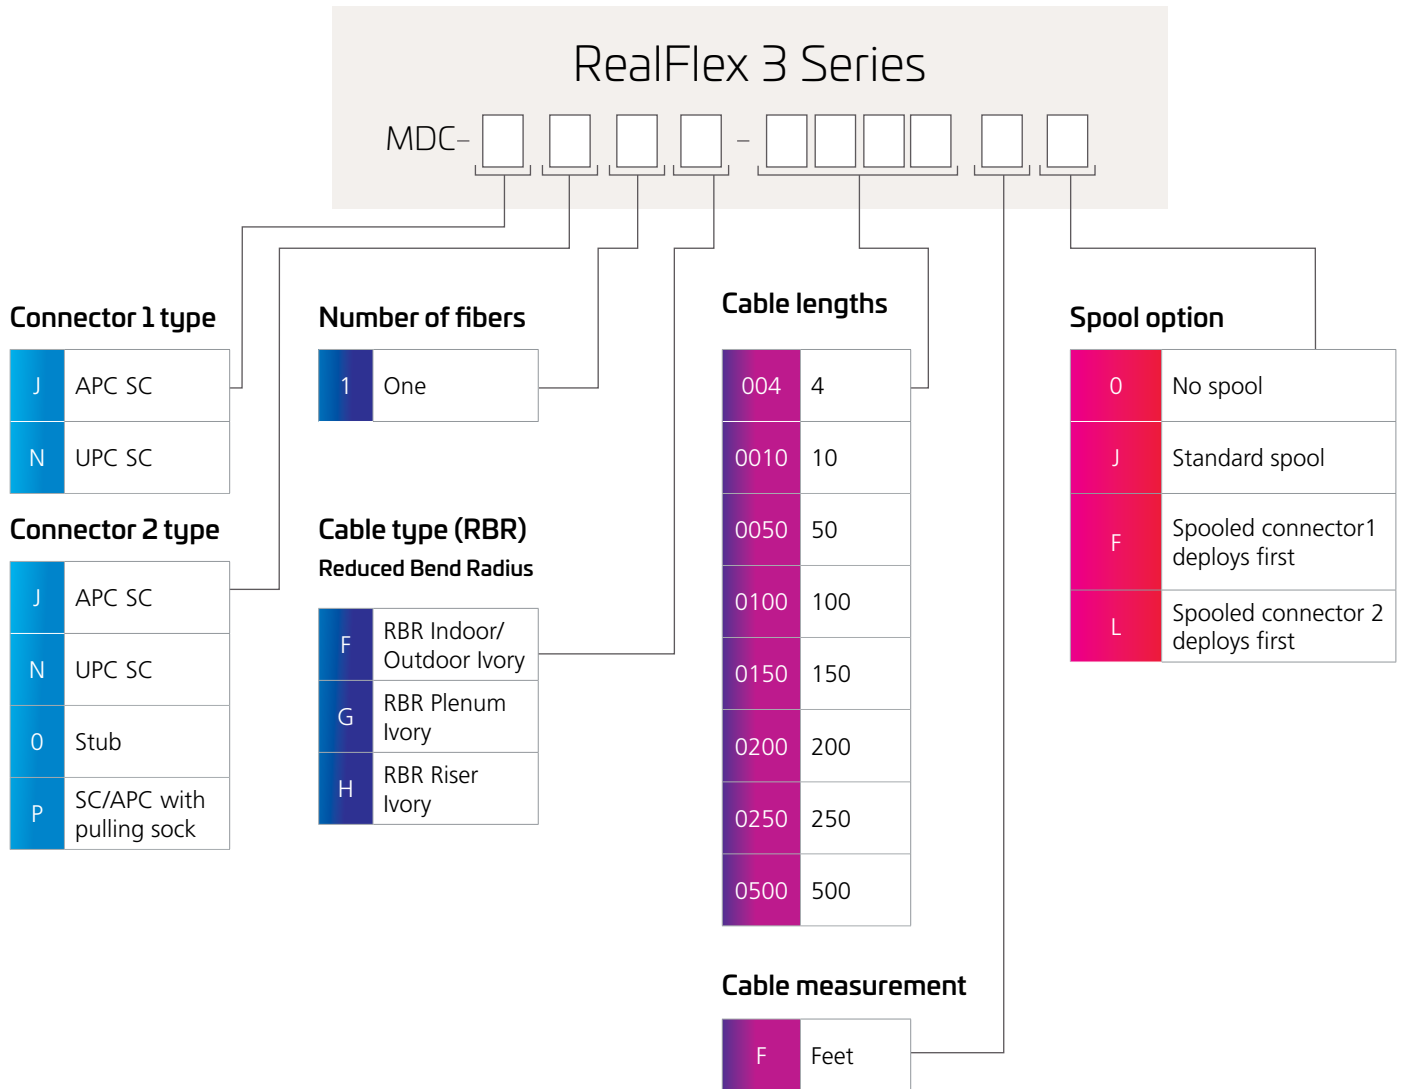 RealFlex 3 Series
MDC-
-
Connector 1 type
J APC SC
N UPC SC
Connector 2 type
J APC SC
N UPC SC
0 Stub
P SC/APC with
pulling sock
Number of fibers
1 One
Cable type (RBR)
Reduced Bend Radius
F RBR Indoor/
Outdoor Ivory
G RBR Plenum
Ivory
H RBR Riser
Ivory
Cable lengths
004 4
0010 10
0050 50
0100 100
0150 150
0200 200
0250 250
0500 500
Cable measurement
F Feet
Spool option
0 No spool
J Standard spool
F Spooled connector1
deploys first
L Spooled connector 2
deploys first